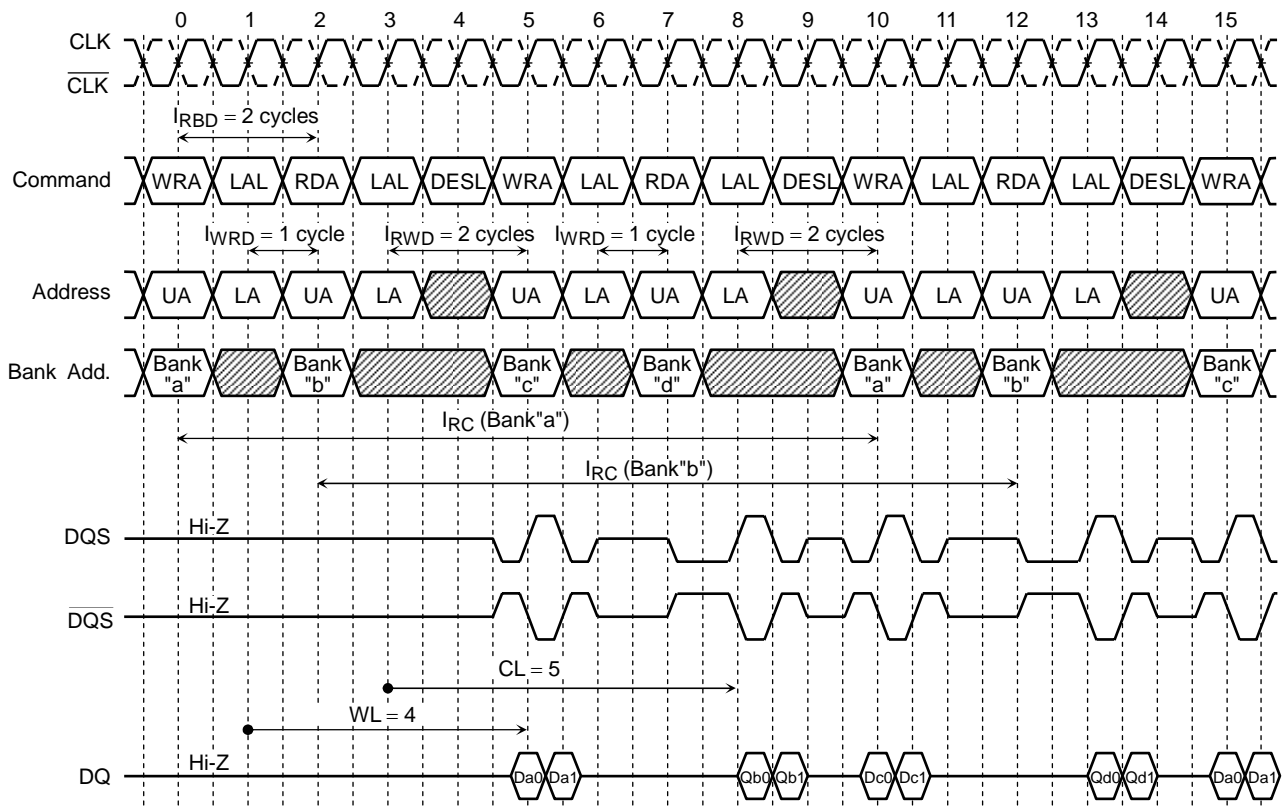 0 1 2 3 4 5 6 7 8 9 10 11 12 13 14 15
CLK
CLK
IRBD = 2 cycles
Command WRA LAL RDA LAL DESL WRA LAL RDA LAL DESL WRA LAL RDA LAL DESL WRA
IWRD = 1 cycle IRWD = 2 cycles IWRD = 1 cycle IRWD = 2 cycles
Address UA LA UA LA UA LA UA LA UA LA UA LA UA
Bank Add. Bank "a" Bank "b" Bank "c" Bank "d" Bank "a" Bank "b" Bank "c"
IRC (Bank"a")
IRC (Bank"b")
DQS Hi-Z
DQS Hi-Z
CL = 5
WL = 4
DQ Hi-Z Da0 Da1 Qb0 Qb1 Dc0 Dc1 Qd0 Qd1 Da0 Da1